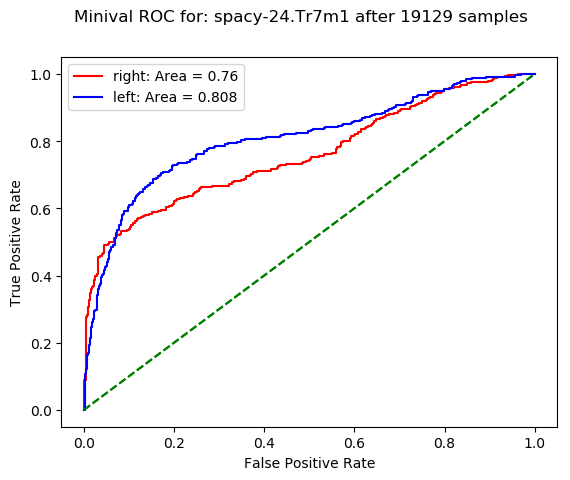 Minival ROC for: spacy-24.Tr7m1 after 19129 samples
right: Area = 0.76
left: Area = 0.808
True Positive Rate
1.0
0.8
0.6
0.4
0.2
0.0
0.0 0.2 0.4 0.6 0.8 1.0
False Positive Rate